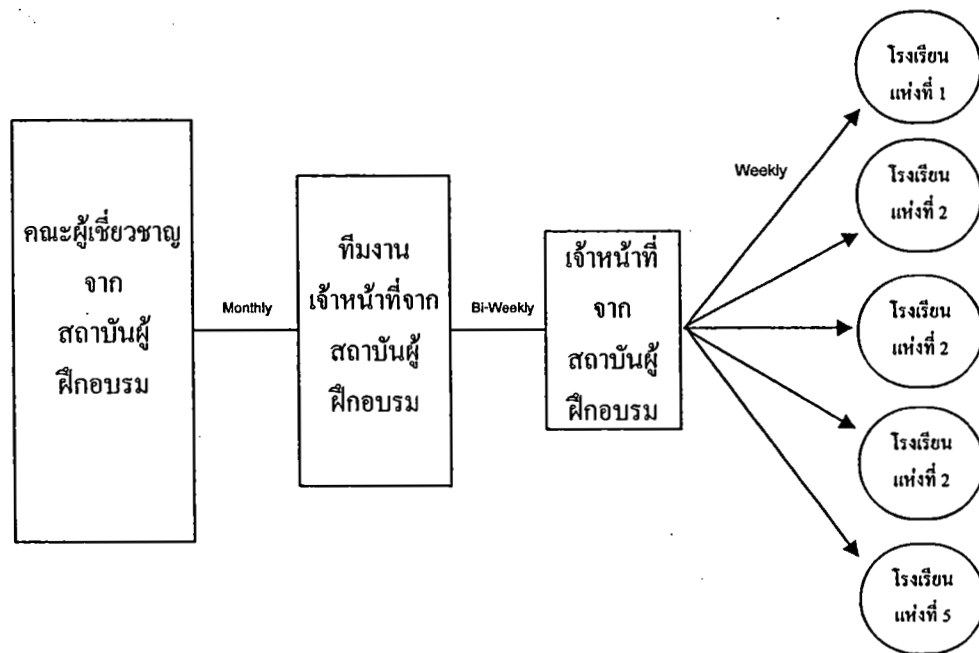 คณะผู้เชี่ยวชาญ
จาก
สถาบันผู้
ฝึกอบรม
Monthly
ทีมงาน
เจ้าหน้าที่จาก
สถาบันผู้
ฝึกอบรม
Bi-Weekly
เจ้าหน้าที่
จาก
สถาบันผู้
ฝึกอบรม
Weekly
โรงเรียน
แห่งที่ 1
โรงเรียน
แห่งที่ 2
โรงเรียน
แห่งที่ 2
โรงเรียน
แห่งที่ 2
โรงเรียน
แห่งที่ 5